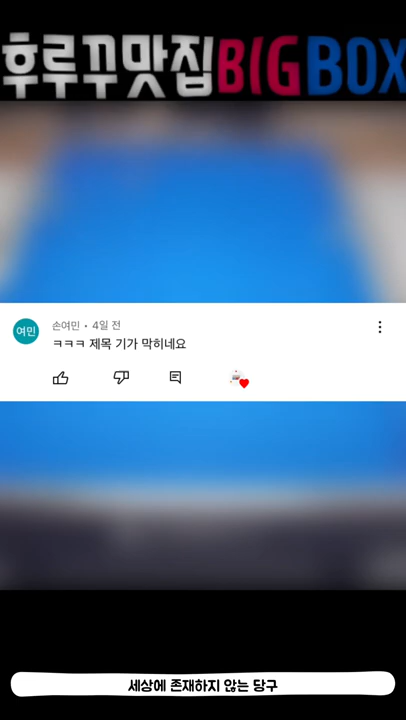 후루꾸맛집BIGBOX
여민
손여민 • 4일 전
ㅋㅋㅋ 제목 기가 막히네요
세상에 존재하지 않는 당구